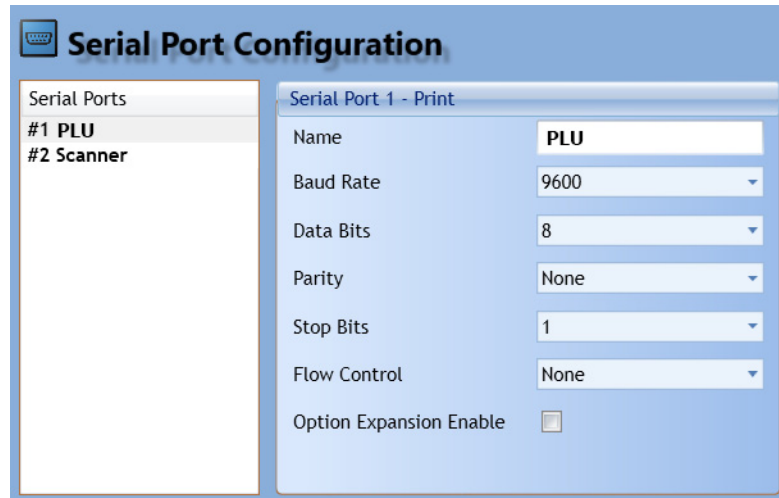 Serial Port Configuration
Serial Ports
#1 PLU
#2 Scanner
Serial Port 1 - Print
Name PLU
Baud Rate 9600
Data Bits 8
Parity None
Stop Bits 1
Flow Control None
Option Expansion Enable